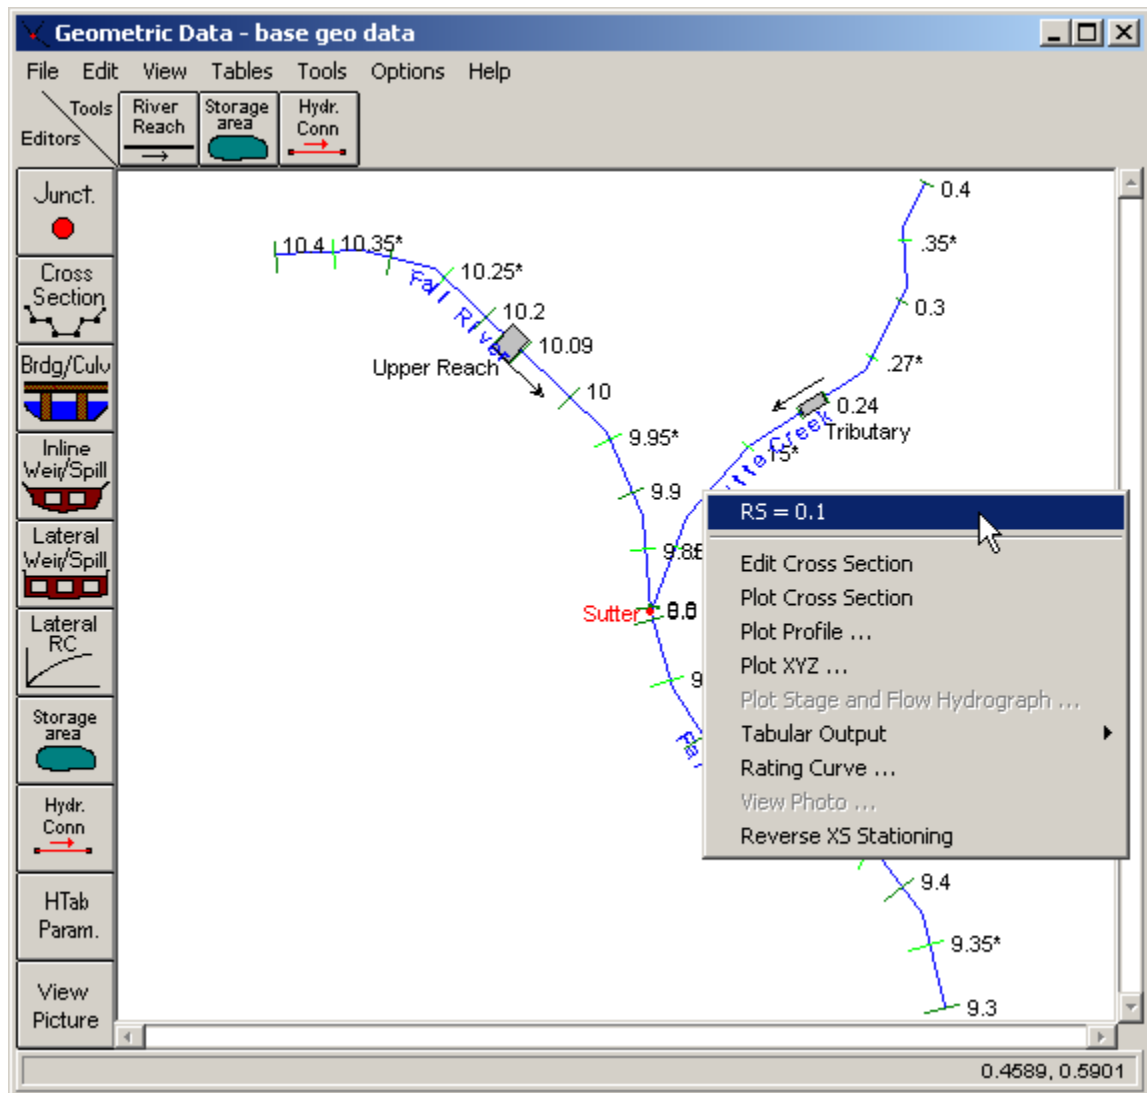 Geometric Data - base geo data
File Edit View Tables Tools Options Help
Tools
Editors
River Reach
Storage area
Hydr. Conn
Junct.
Cross Section
Brdg/Culv
Inline Weir/Spill
Lateral Weir/Spill
Lateral RC
Storage area
Hydr. Conn
HTab Param.
View Picture
10.4
10.35*
10.25*
10.2
10.09
Fall River
Upper Reach
10
9.95*
9.9
0.4
.35*
0.3
.27*
0.24
Tributary
Sutter
RS = 0.1
Edit Cross Section
Plot Cross Section
Plot Profile ...
Plot XYZ ...
Plot Stage and Flow Hydrograph ...
Tabular Output
Rating Curve ...
View Photo ...
Reverse XS Stationing
9.4
9.35*
9.3
0.4589, 0.5901